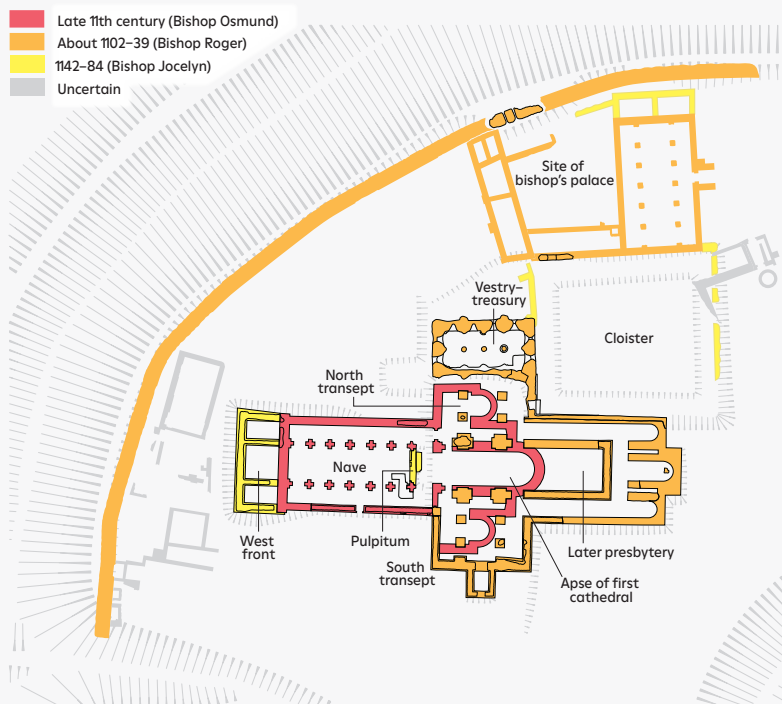 Late 11th century (Bishop Osmund)
About 1102–39 (Bishop Roger)
1142–84 (Bishop Jocelyn)
Uncertain
Site of
bishop's palace
Vestry–
treasury
Cloister
North
transept
Nave
West
front
Pulpitum
South
transept
Later presbytery
Apse of first
cathedral